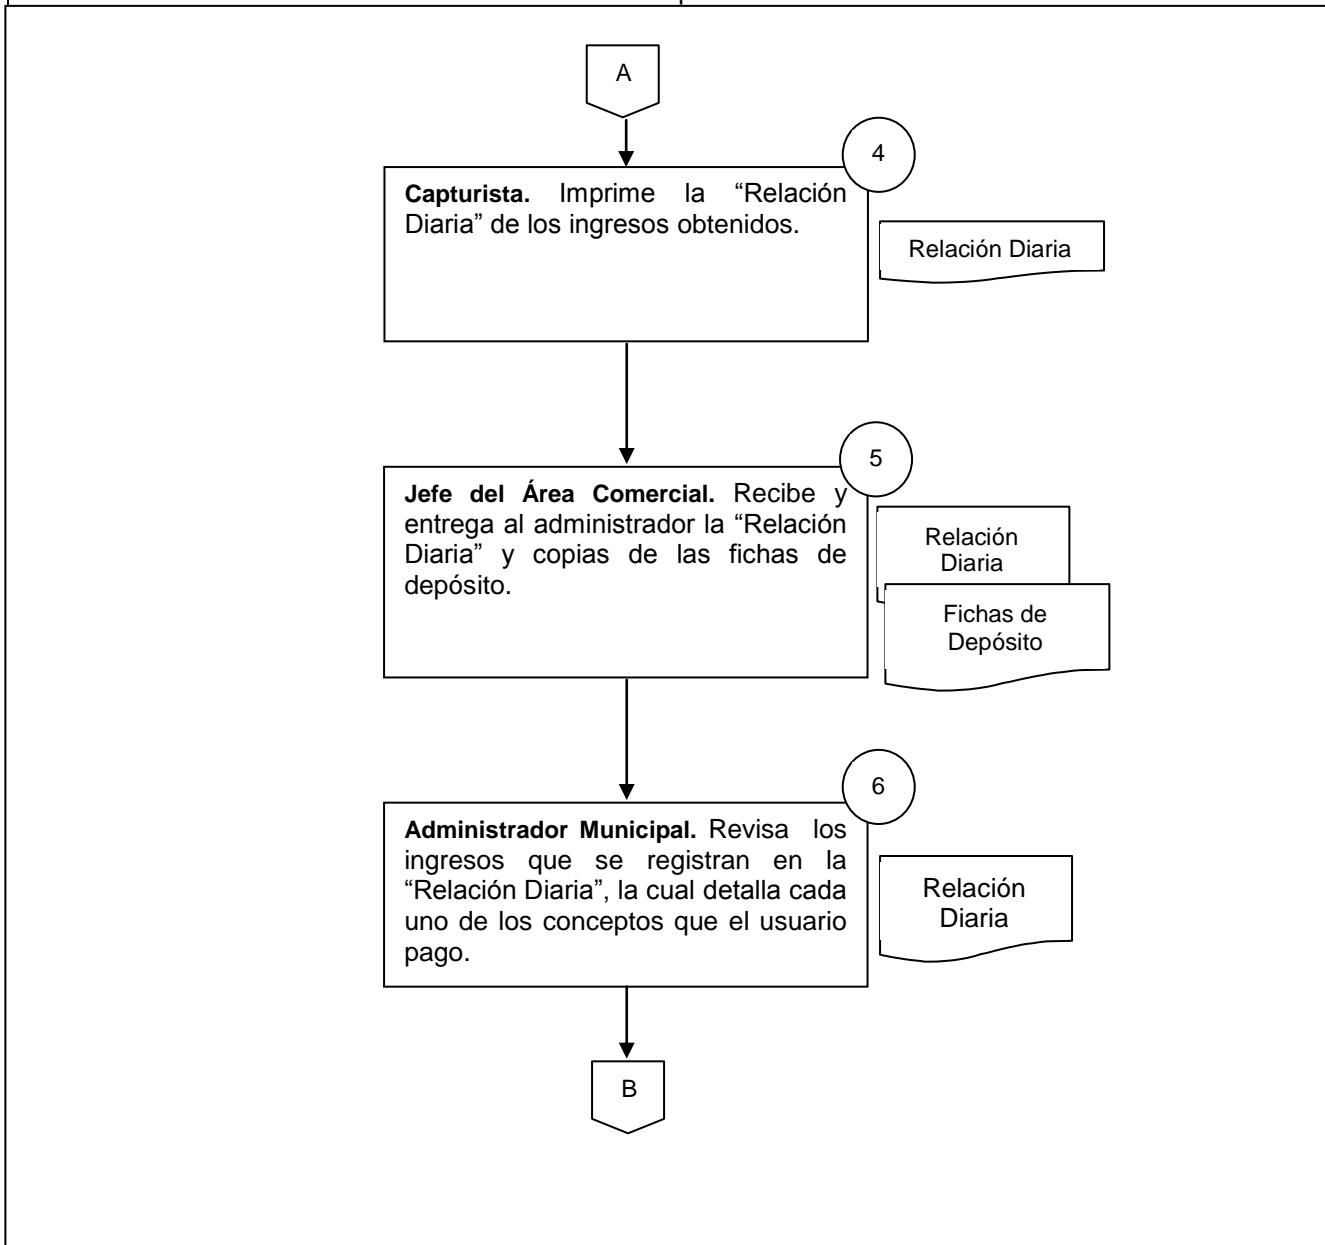 A
4
Capturista. Imprime la “Relación
Diaria” de los ingresos obtenidos.
Relación Diaria
5
Jefe del Área Comercial. Recibe y
entrega al administrador la “Relación
Diaria” y copias de las fichas de
depósito.
Relación
Diaria
Fichas de
Depósito
6
Administrador Municipal. Revisa los
ingresos que se registran en la
“Relación Diaria”, la cual detalla cada
uno de los conceptos que el usuario
pago.
Relación
Diaria
B